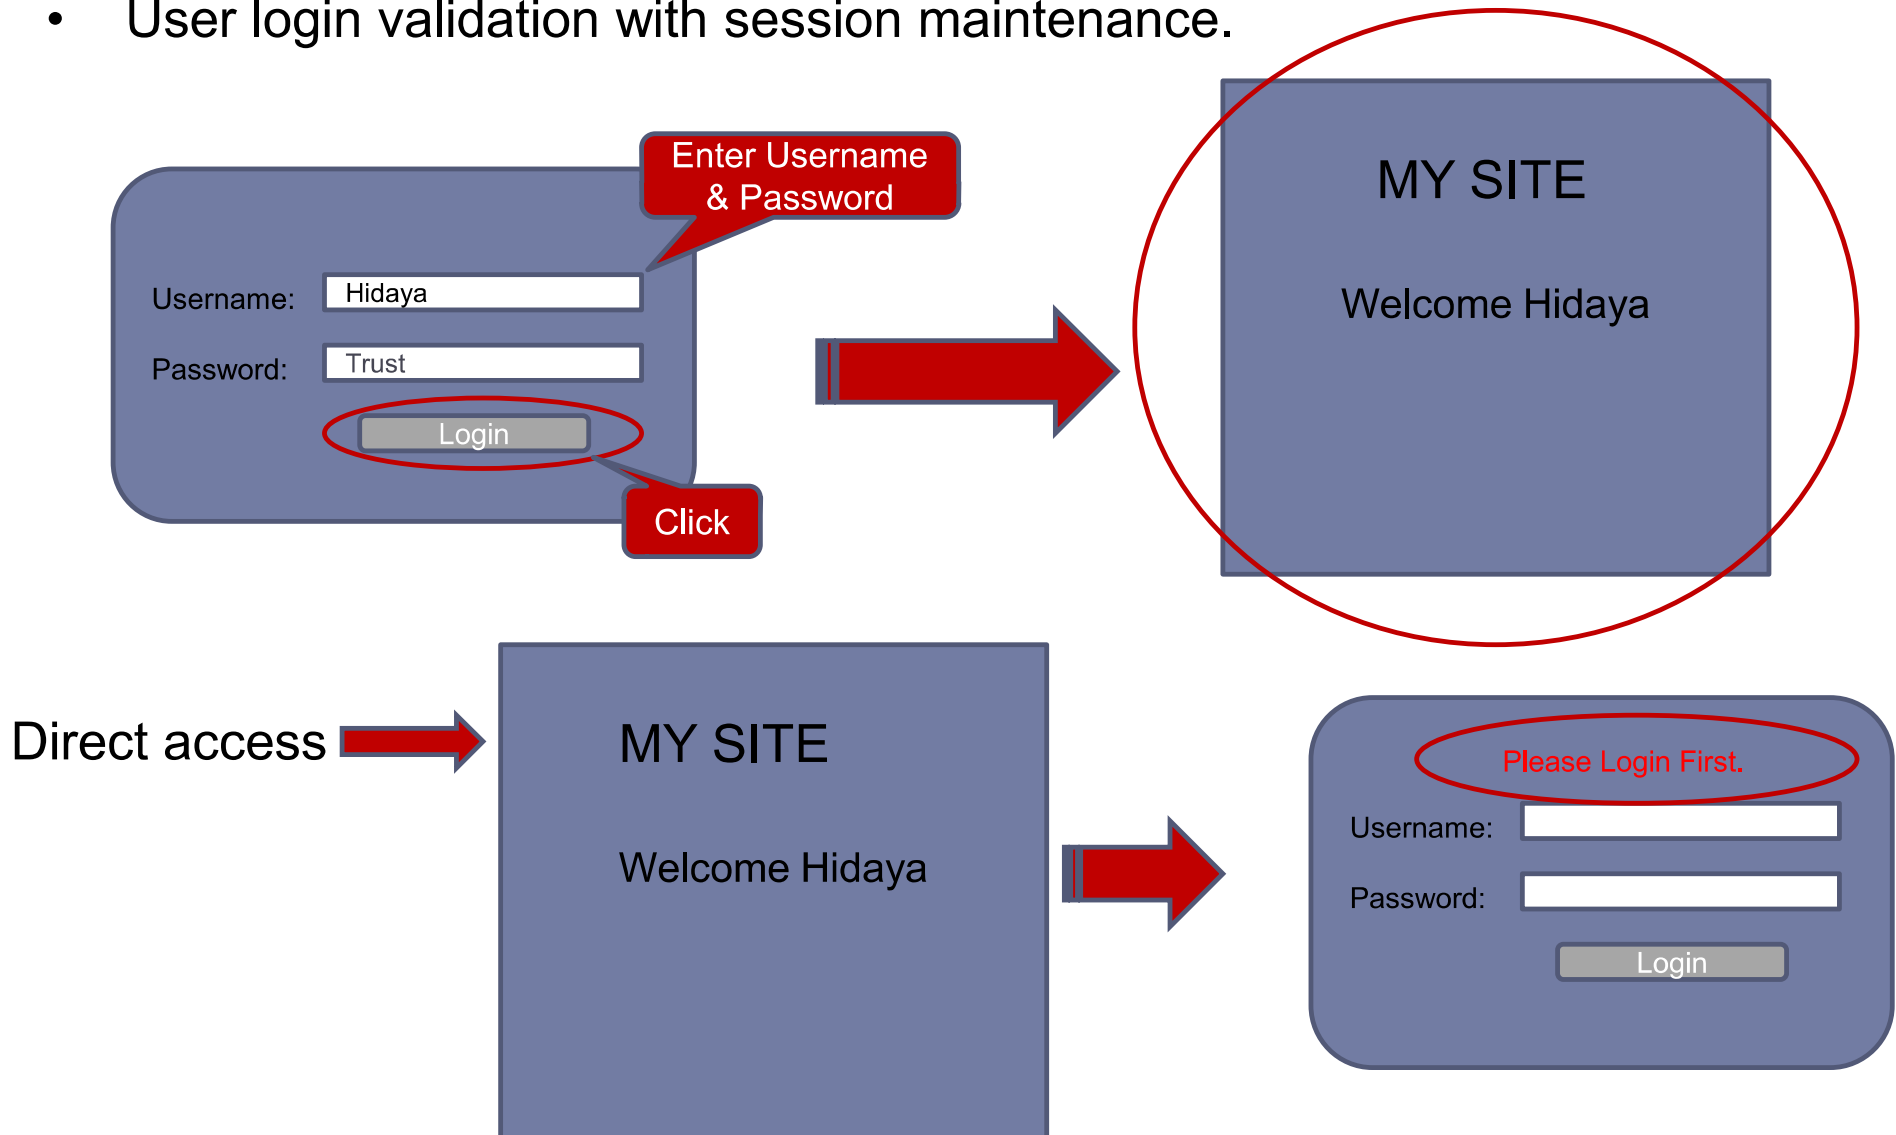 • User login validation with session maintenance.
Enter Username
& Password
Username: Hidaya
Password: Trust
Login
Click
MY SITE
Welcome Hidaya
Direct access
MY SITE
Welcome Hidaya
Please Login First.
Username:
Password:
Login